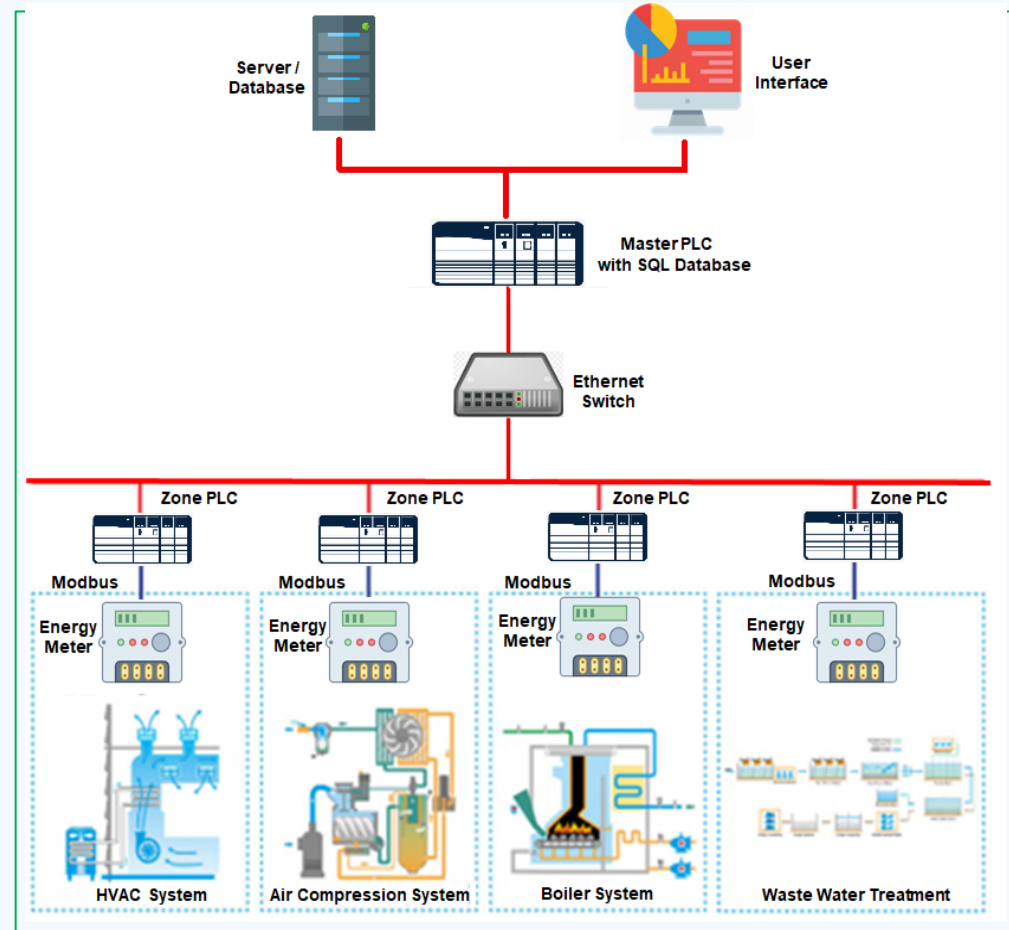 Server /
Database
User
Interface
Master PLC
with SQL Database
Ethernet
Switch
Zone PLC
Zone PLC
Zone PLC
Zone PLC
Modbus
Modbus
Modbus
Modbus
Energy
Meter
Energy
Meter
Energy
Meter
Energy
Meter
HVAC System
Air Compression System
Boiler System
Waste Water Treatment